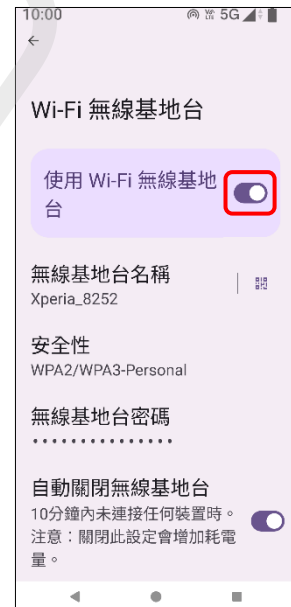 10:00 5G
Wi-Fi 無線基地台
使用 Wi-Fi 無線基地
台
無線基地台名稱
Xperia_8252
安全性
WPA2/WPA3-Personal
無線基地台密碼
•••••••••••••••
自動關閉無線基地台
10分鐘內未連接任何裝置時。
注意：關閉此設定會增加耗電
量。